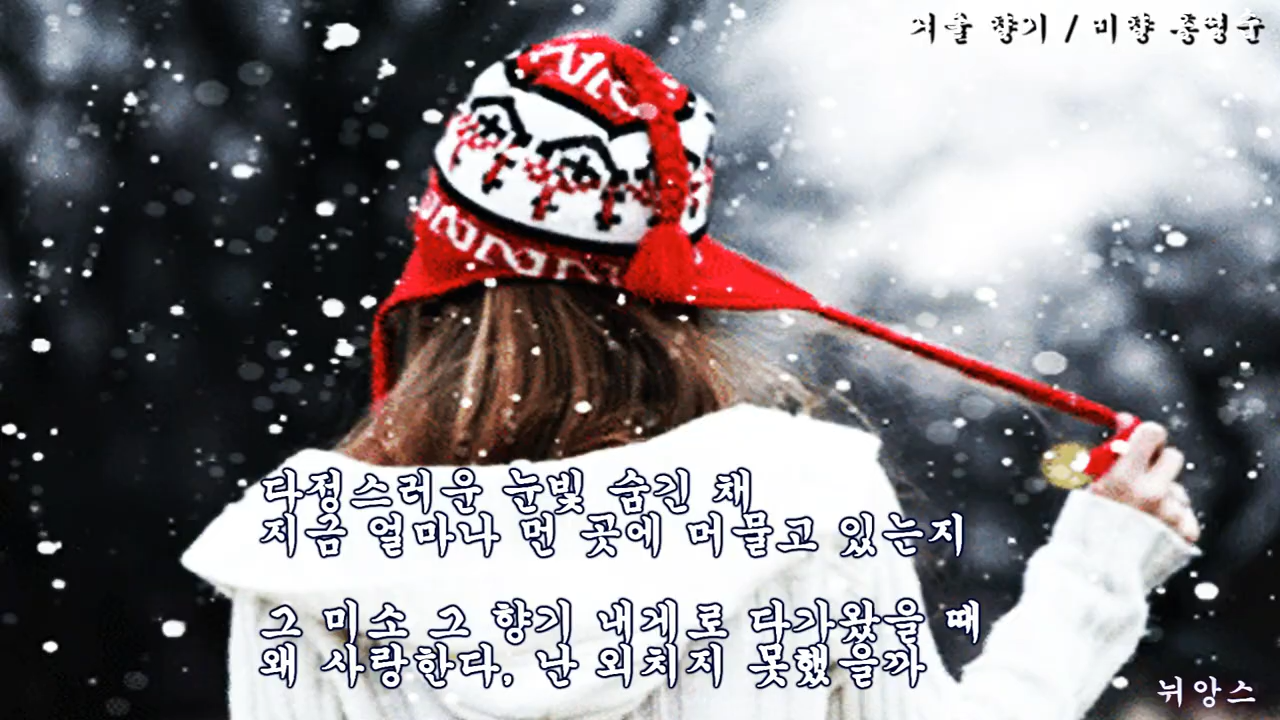 겨울 향기 / 미향 홍명순
다정스러운 눈빛 숨긴 채
지금 얼마나 먼 곳에 머물고 있는지
그 미소 그 향기 내게로 다가왔을 때
왜 사랑한다, 난 외치지 못했을까
뉘앙스